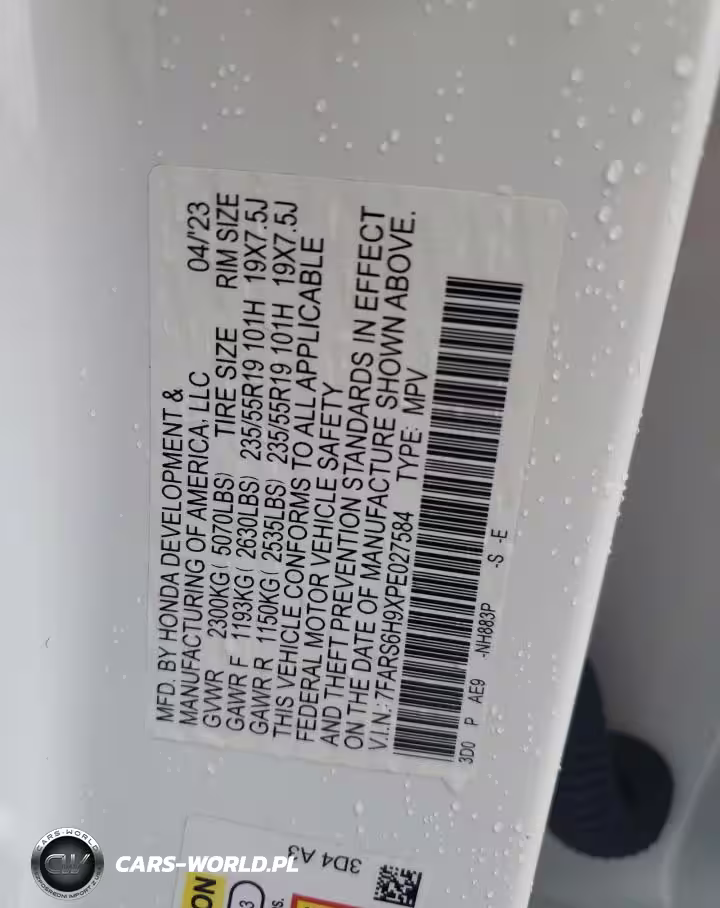 MFD. BY HONDA DEVELOPMENT &
MANUFACTURING OF AMERICA, LLC 04/'23
GVWR 2300KG( 5070LBS) TIRE SIZE RIM SIZE
GAWR F 1193KG( 2630LBS) 235/55R19 101H 19X7.5J
GAWR R 1150KG( 2535LBS) 235/55R19 101H 19X7.5J
THIS VEHICLE CONFORMS TO ALL APPLICABLE
FEDERAL MOTOR VEHICLE SAFETY
AND THEFT PREVENTION STANDARDS IN EFFECT
ON THE DATE OF MANUFACTURE SHOWN ABOVE.
V.I.N.: 7FARS6H9XPE027584 TYPE: MPV
3D0 P AE9 -NH883P -S -E
3D4 A3
CARS-WORLD
CW
CARS-WORLD.PL